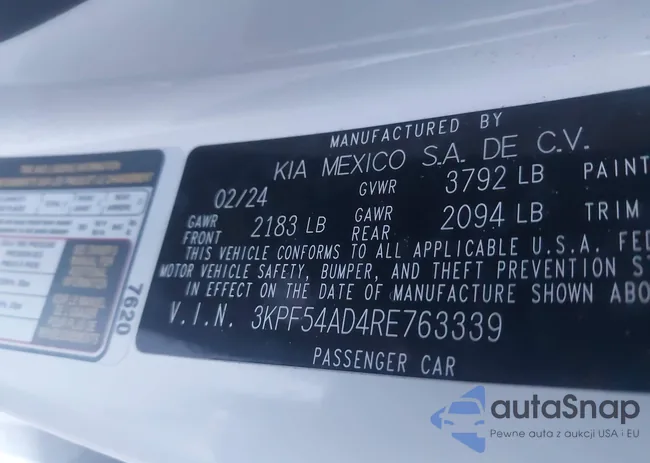 MANUFACTURED BY
KIA MEXICO S.A. DE C.V.
02/24 GVWR 3792 LB PAINT
GAWR FRONT 2183 LB GAWR REAR 2094 LB TRIM
THIS VEHICLE CONFORMS TO ALL APPLICABLE U.S.A. FED
MOTOR VEHICLE SAFETY, BUMPER, AND THEFT PREVENTION S
IN EFFECT ON THE DATE OF MANUFACTURE SHOWN ABO
V.I.N. 3KPF54AD4RE763339
PASSENGER CAR
7620
autaSnap
Pewne auta z aukcji USA i EU